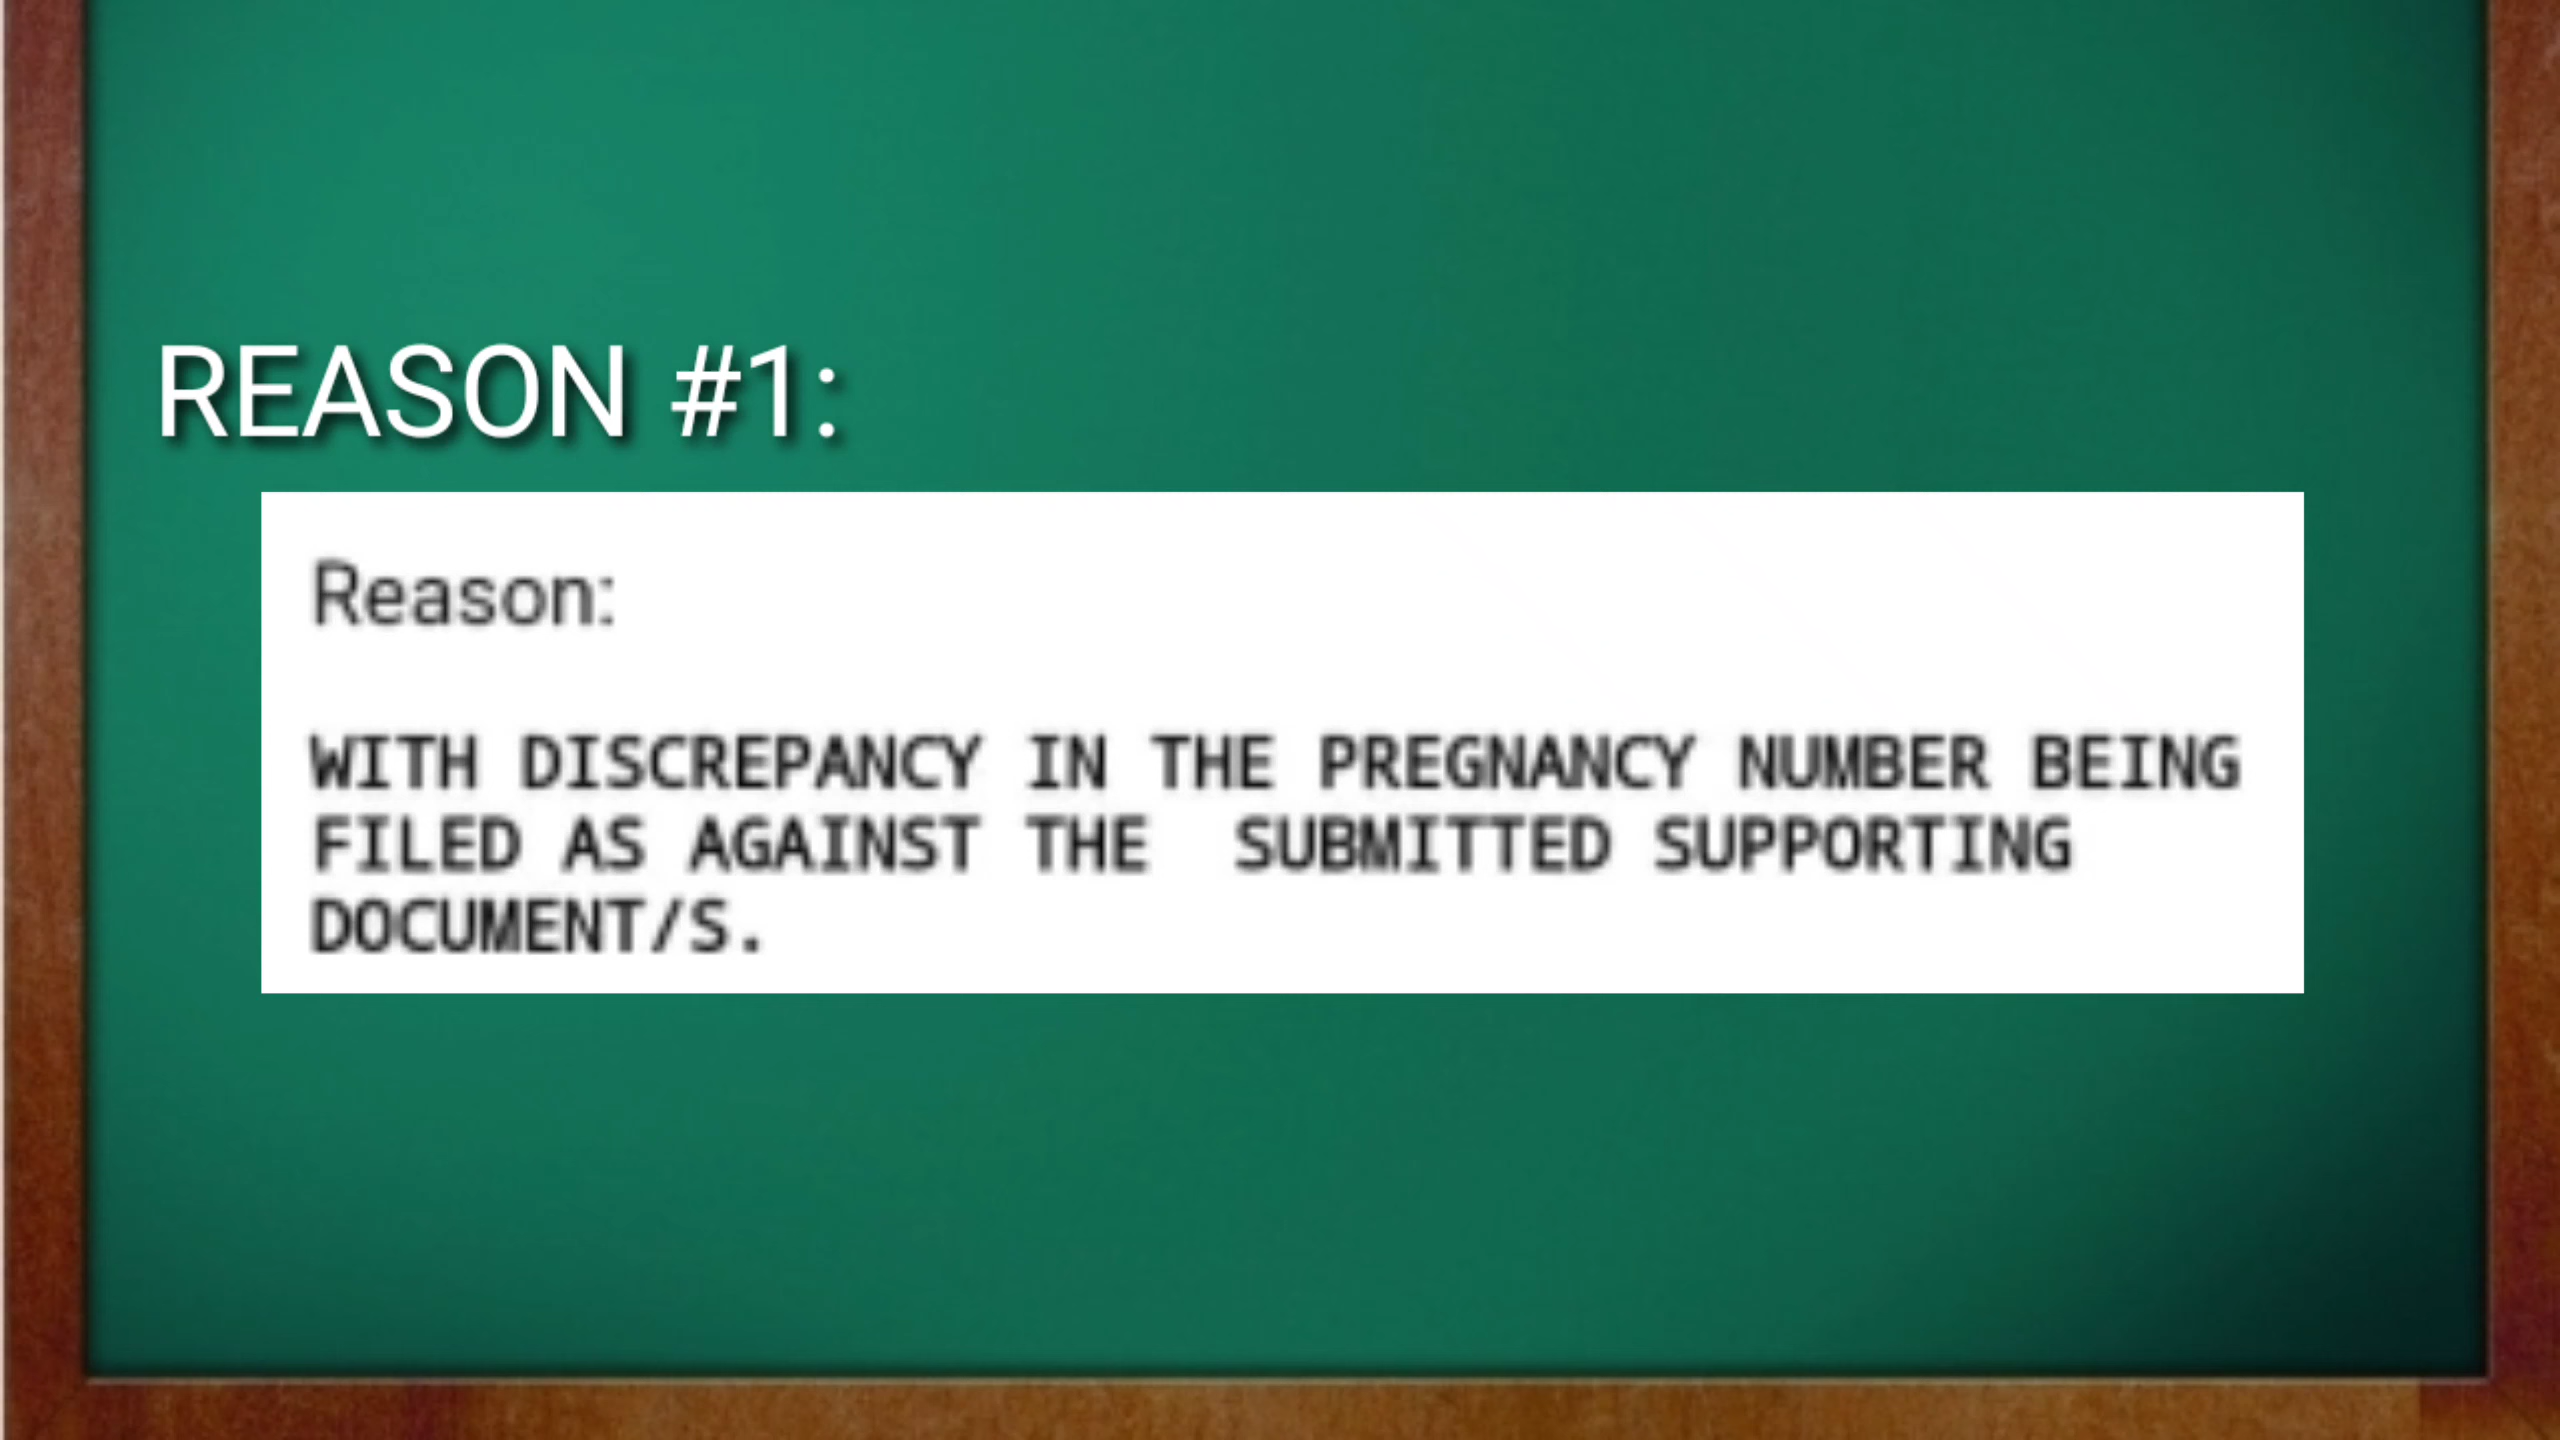 REASON #1:
Reason:
WITH DISCREPANCY IN THE PREGNANCY NUMBER BEING
FILED AS AGAINST THE  SUBMITTED SUPPORTING
DOCUMENT/S.